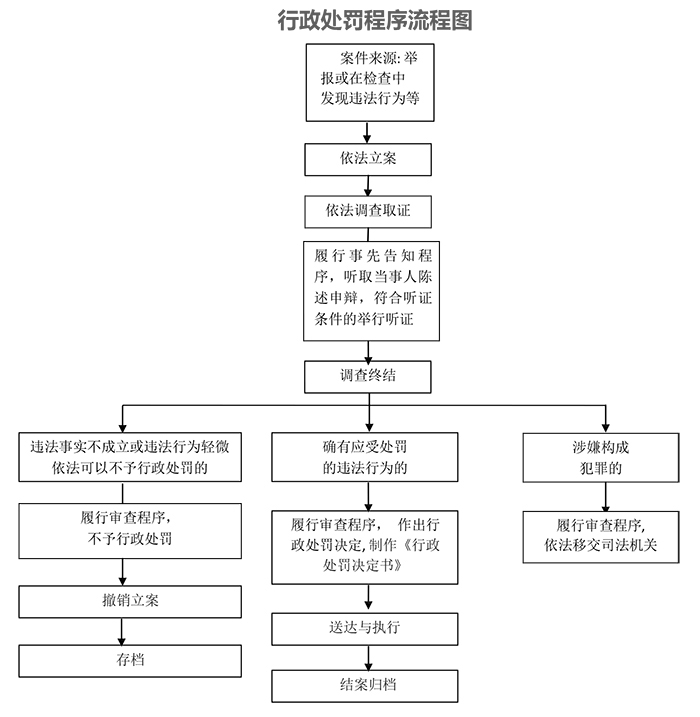 行政处罚程序流程图
案件来源: 举
报或在检查中
发现违法行为等
依法立案
依法调查取证
履行事先告知程
序，听取当事人陈
述申辩，符合听证
条件的举行听证
调查终结
违法事实不成立或违法行为轻微
依法可以不予行政处罚的
确有应受处罚
的违法行为的
涉嫌构成
犯罪的
履行审查程序，
不予行政处罚
履行审查程序， 作出行
政处罚决定, 制作《行政
处罚决定书》
履行审查程序,
依法移交司法机关
撤销立案
送达与执行
存档
结案归档